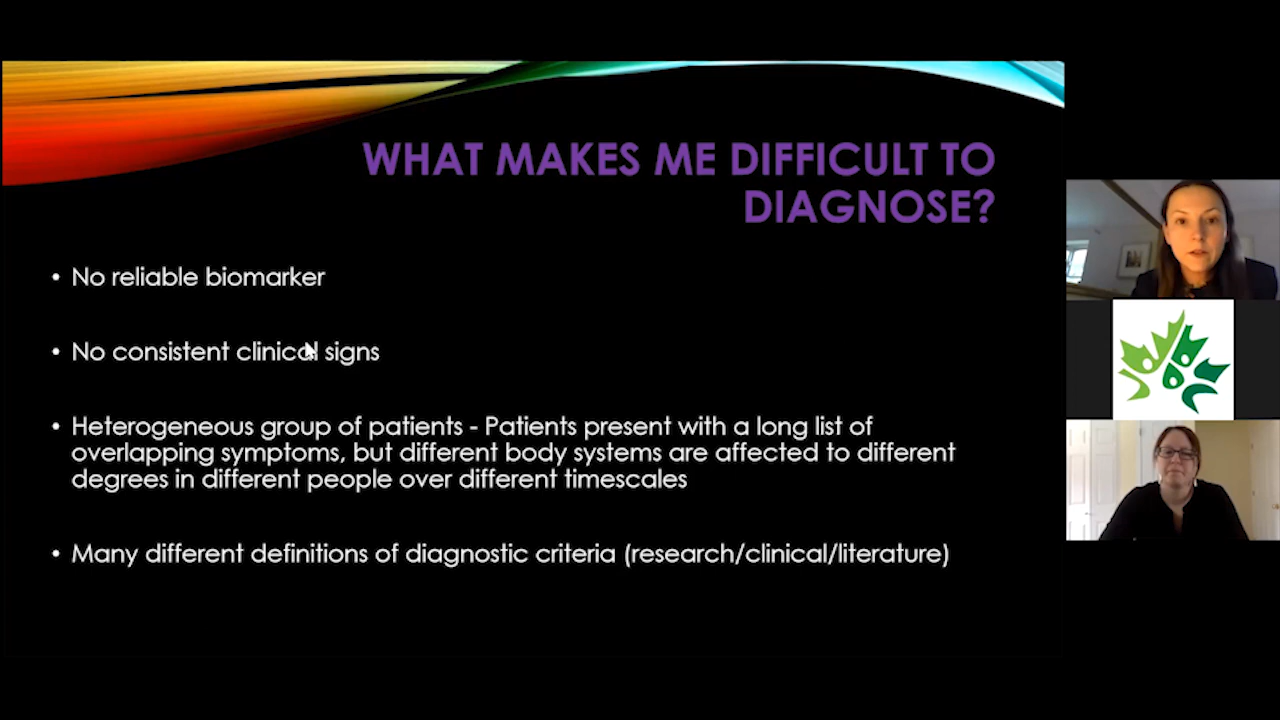 WHAT MAKES ME DIFFICULT TO
DIAGNOSE?
• No reliable biomarker
• No consistent clinical signs
• Heterogeneous group of patients - Patients present with a long list of
overlapping symptoms, but different body systems are affected to different
degrees in different people over different timescales
• Many different definitions of diagnostic criteria (research/clinical/literature)